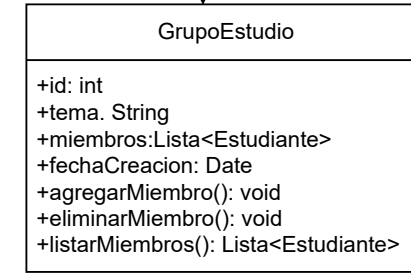 GrupoEstudio
+id: int
+tema. String
+miembros:Lista<Estudiante>
+fechaCreacion: Date
+agregarMiembro(): void
+eliminarMiembro(): void
+listarMiembros(): Lista<Estudiante>